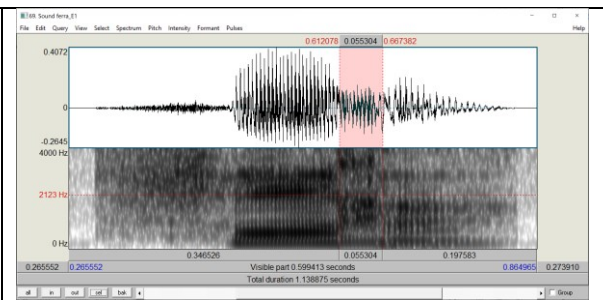 69. Sound ferra_E1
File Edit Query View Select Spectrum Pitch Intensity Formant Pulses Help
0.612078 0.055304 0.667382
0.4072
0
-0.2645
4000 Hz
2123 Hz
0 Hz
0.346526 0.055304 0.197583
0.265552 0.265552 Visible part 0.599413 seconds 0.864965 0.273910
Total duration 1.138875 seconds
all in out sel bak Group